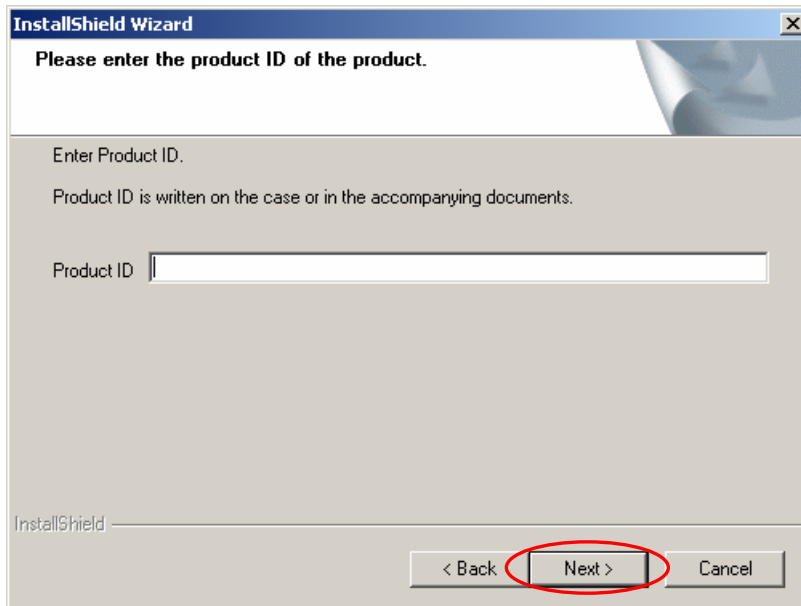 InstallShield Wizard
Please enter the product ID of the product.
Enter Product ID.
Product ID is written on the case or in the accompanying documents.
Product ID
InstallShield
< Back Next > Cancel